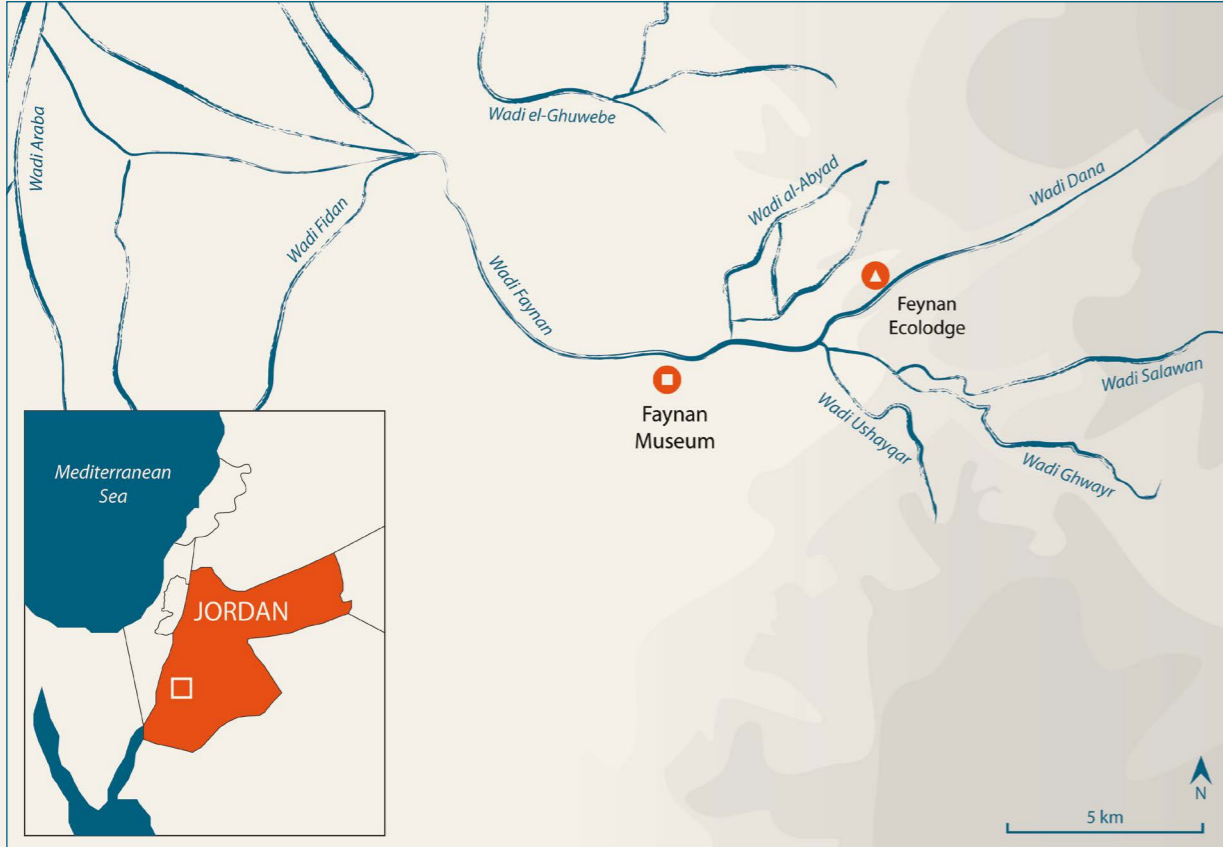 Wadi Araba
Wadi el-Ghuwebe
Wadi Fidan
Wadi Faynan
Wadi al-Abyad
Wadi Dana
Feynan
Ecolodge
Faynan
Museum
Wadi Salawan
Wadi Ushayqar
Wadi Ghwayr
Mediterranean
Sea
JORDAN
N
5 km